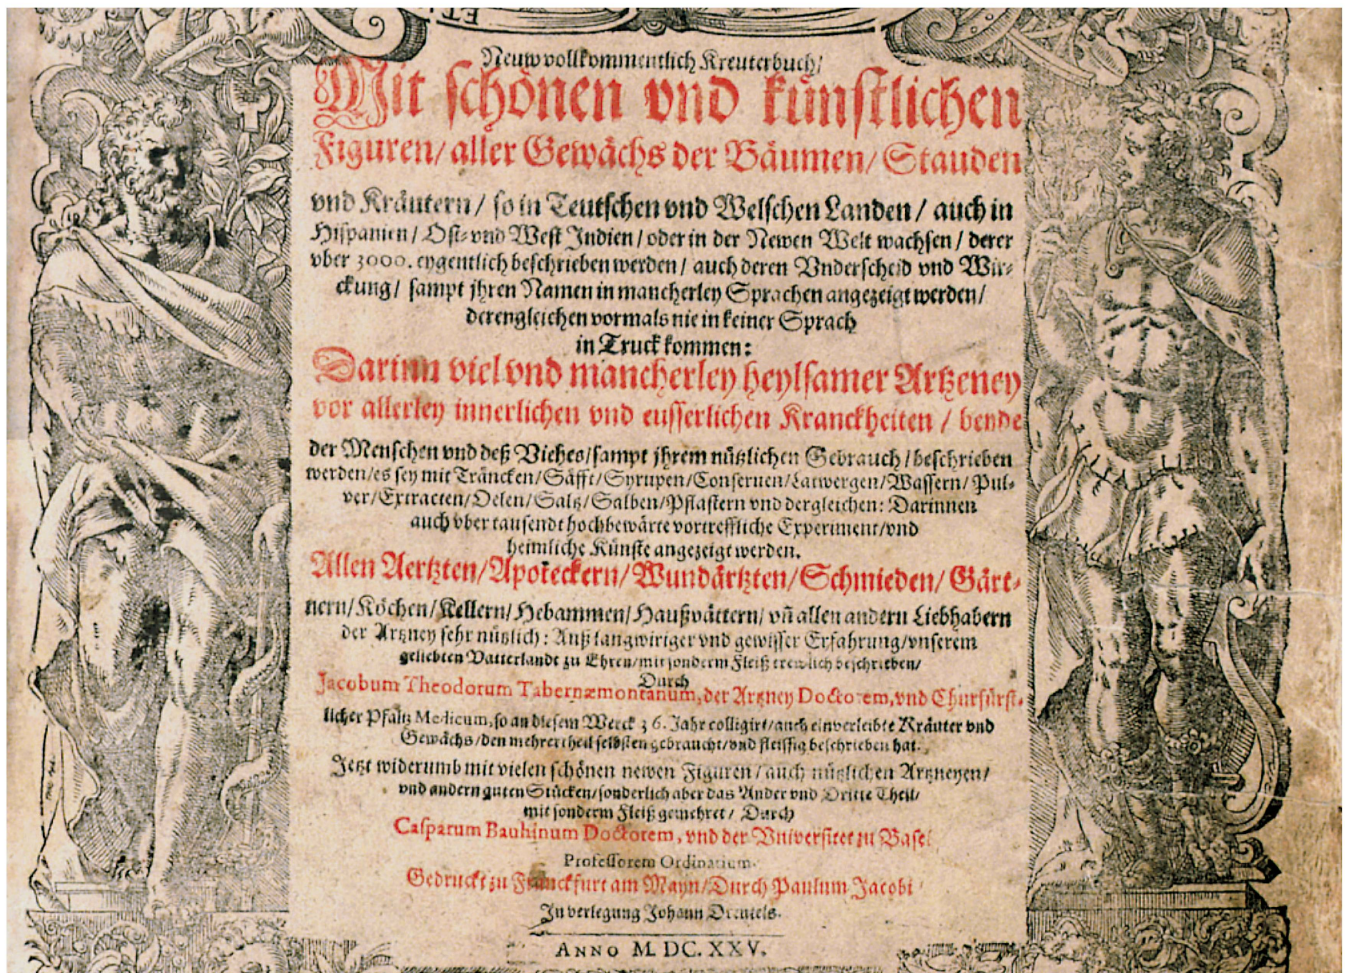 Neuw vollkommentlich Kreuterbuch/
Mit schönen vnd künstlichen
Figuren/ aller Gewächs der Bäumen/ Stauden
vnd Kräutern/ so in Teutschen vnd Welschen Landen/ auch in
Hispanien/ Ost- vnd West Indien/ oder in der Newen Welt wachsen/ derer
vber 3000. eygentlich beschrieben werden/ auch deren Vnderscheid vnd Wir-
ckung/ sampt jhren Namen in mancherley Sprachen angezeigt werden/
derengleichen vormals nie in keiner Sprach
in Truck kommen:
Darinn viel vnd mancherley heylsamer Artzeney
vor allerley innerlichen vnd eusserlichen Kranckheiten/ beyde
der Menschen vnd deß Viehes/ sampt jhrem nützlichen Gebrauch/ beschrieben
werden/ es sey mit Träncken/ Säfft/ Syrupen/ Conseruen/ Latwergen/ Wassern/ Pul-
ver/ Extracten/ Oelen/ Saltz/ Salben/ Pflastern vnd dergleichen: Darinnen
auch vber tausendt hochbewärte vortreffliche Experiment/ vnd
heimliche Künste angezeigt werden.
Allen Aertzten/ Apoteckern/ Wundärtzten/ Schmieden/ Gärt-
nern/ Köchen/ Kellern/ Hebammen/ Haußvättern/ vñ allen andern Liebhabern
der Artzney sehr nützlich: Auß langwiriger vnd gewisser Erfahrung/ vnserem
geliebten Vatterlandt zu Ehren/ mit sonderm Fleiß trewlich beschrieben/
Durch
Jacobum Theodorum Tabernæmontanum, der Artzney Doctorem, vnd Churfürst-
licher Pfaltz Medicum, so an diesem Werck 36. Jahr colligirt/ auch einverleibte Kräuter vnd
Gewächs/ den mehrertheil selbsten gebraucht/ vnd fleissig beschrieben hat.
Jetzt widerumb mit vielen schönen newen Figuren/ auch nützlichen Artzneyen/
vnd andern guten Stücken/ sonderlich aber das Ander vnd Dritte Theil/
mit sonderm Fleiß gemehret/ Durch
Casparum Bauhinum Doctorem, vnd der Vniversitet zu Basel
Professorem Ordinarium.
Gedruckt zu Franckfurt am Mayn/ Durch Paulum Jacobi
In verlegung Johann Dreutels.
ANNO M. DC. XXV.